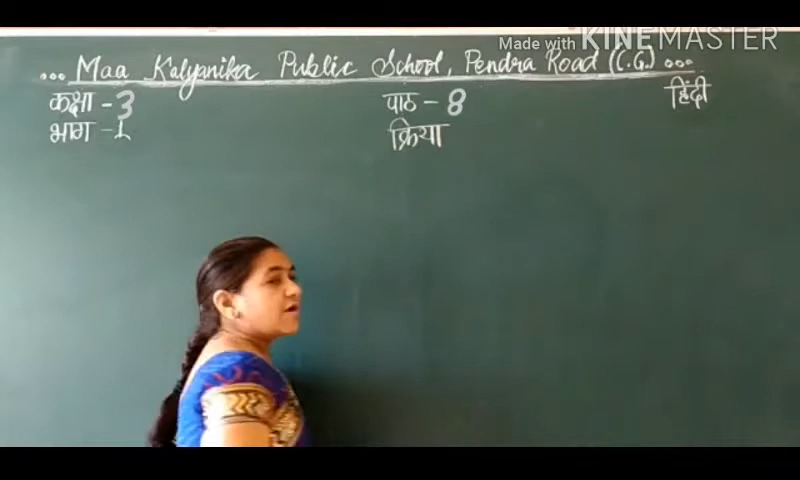 Made with KINEMASTER
... Maa Kalyanika Public School, Pendra Road (C.G.) ...
कक्षा - 3 पाठ - 8 हिंदी
भाग - 1 क्रिया